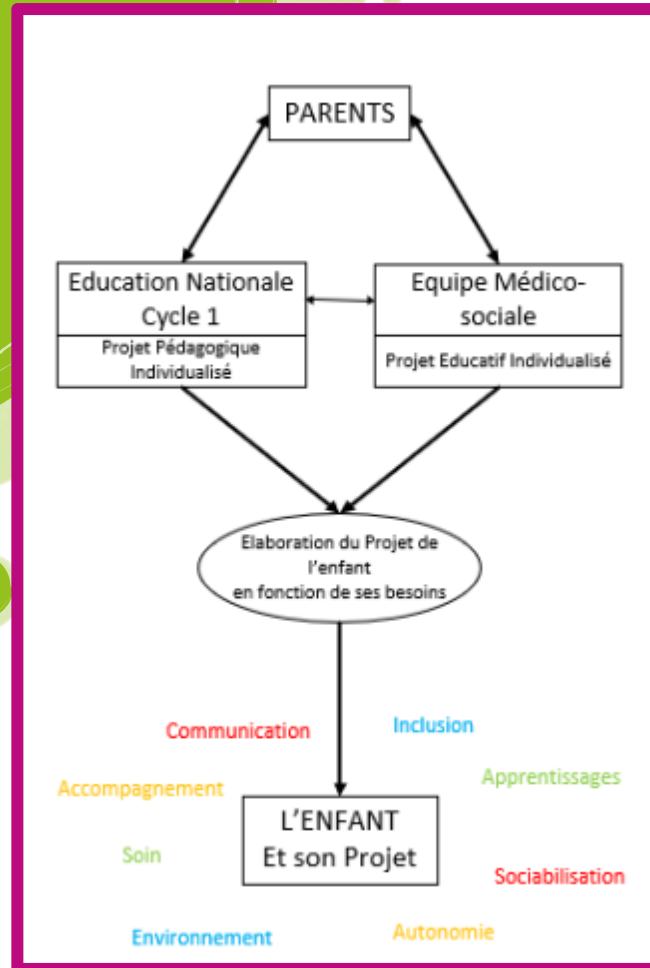 PARENTS
Education Nationale
Cycle 1
Projet Pédagogique
Individualisé
Equipe Médico-
sociale
Projet Educatif Individualisé
Elaboration du Projet de
l'enfant
en fonction de ses besoins
Communication
Inclusion
Accompagnement
Apprentissages
L'ENFANT
Et son Projet
Soin
Sociabilisation
Environnement
Autonomie